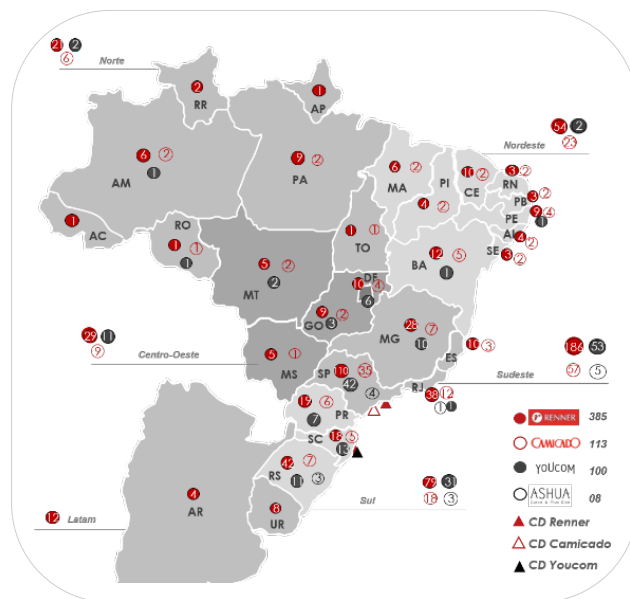 21 2
6
Norte
2
RR
1
AP
54 2
23
Nordeste
6 2
1
AM
9 2
PA
6 2
MA
PI
4 2
10 2
CE
3 2
RN
3 2
PB
PE
9 4
1
AL
4 2
SE
3 2
1
AC
RO
1 1
1
1 1
TO
12 5
BA
1
5 2
2
MT
DF
10 4
6
9 2
GO 3
28 7
MG
10
ES
10 3
29 11
9
Centro-Oeste
5 1
MS
SP 110 35
42
4
RJ
38 12
1 1
186 53
57 5
Sudeste
19 6
PR
7
SC
18 5
13
42 7
RS
11 3
79 31
18 3
Sul
4
AR
8
UR
12
Latam
r RENNER 385
CAMICADO 113
YOUCOM 100
ASHUA 08
CD Renner
CD Camicado
CD Youcom